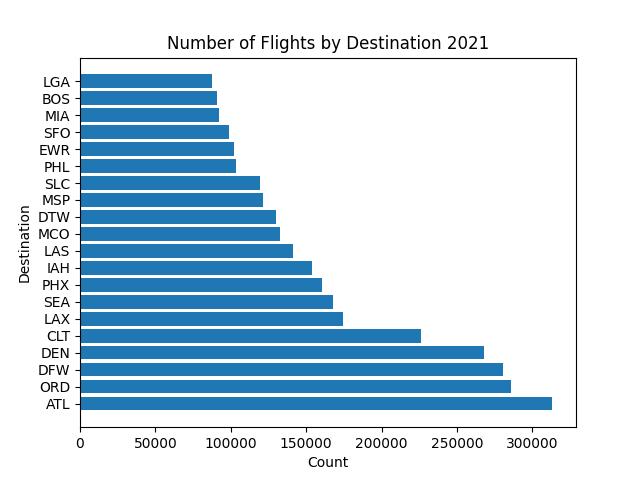 Number of Flights by Destination 2021
LGA
BOS
MIA
SFO
EWR
PHL
SLC
MSP
DTW
MCO
LAS
IAH
PHX
SEA
LAX
CLT
DEN
DFW
ORD
ATL
Destination
0 50000 100000 150000 200000 250000 300000
Count